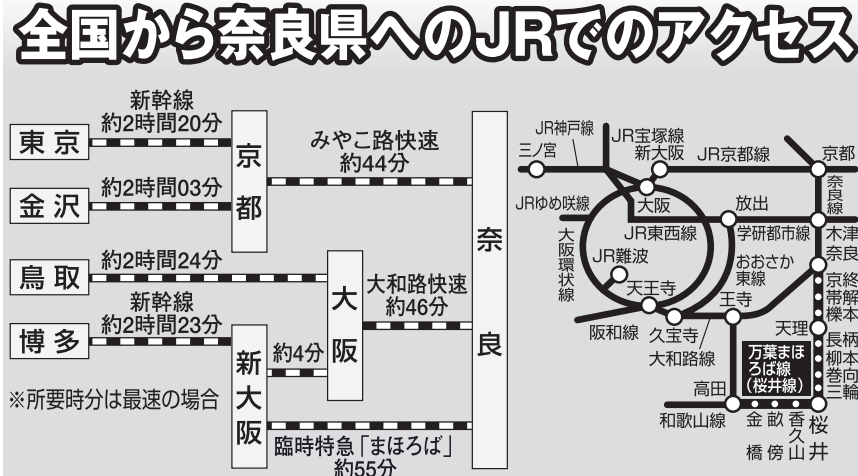 全国から奈良県へのJRでのアクセス
新幹線
約2時間20分
東京
京都
みやこ路快速
約44分
約2時間03分
金沢
奈良
約2時間24分
鳥取
大阪
大和路快速
約46分
新幹線
約2時間23分
博多
新大阪
約4分
※所要時分は最速の場合
臨時特急「まほろば」
約55分
JR神戸線
三ノ宮
JR宝塚線
新大阪
JR京都線
京都
奈良線
JRゆめ咲線
大阪
放出
JR東西線
学研都市線
木津
大阪環状線
JR難波
おおさか
東線
奈良
天王寺
王寺
京終
帯解
櫟本
阪和線
久宝寺
大和路線
天理
万葉まほ
ろば線
(桜井線)
長柄
柳本
巻向
三輪
高田
和歌山線
金橋
畝傍
香久山
桜井